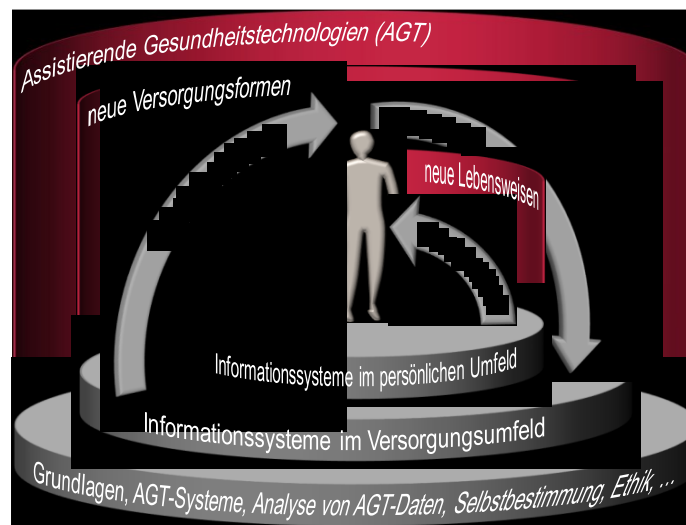 Assistierende Gesundheitstechnologien (AGT)
neue Versorgungsformen
neue Lebensweisen
Informationssysteme im persönlichen Umfeld
Informationssysteme im Versorgungsumfeld
Grundlagen, AGT-Systeme, Analyse von AGT-Daten, Selbstbestimmung, Ethik, ...